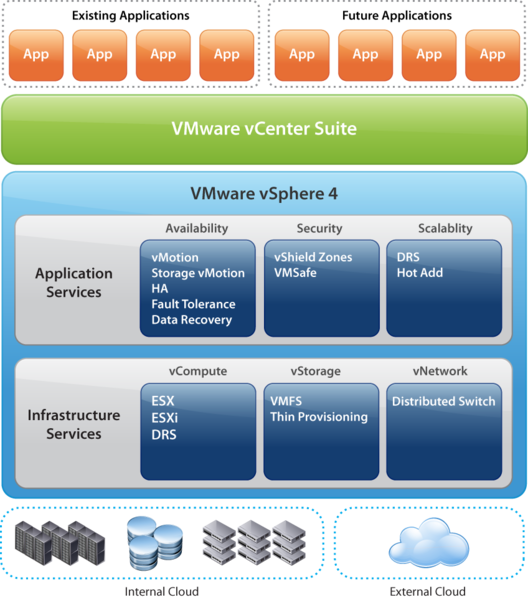 Existing Applications
Future Applications
App App App App
App App App App
VMware vCenter Suite
VMware vSphere 4
Availability
Security
Scalablity
Application
Services
vMotion
Storage vMotion
HA
Fault Tolerance
Data Recovery
vShield Zones
VMSafe
DRS
Hot Add
vCompute
vStorage
vNetwork
Infrastructure
Services
ESX
ESXi
DRS
VMFS
Thin Provisioning
Distributed Switch
Internal Cloud
External Cloud